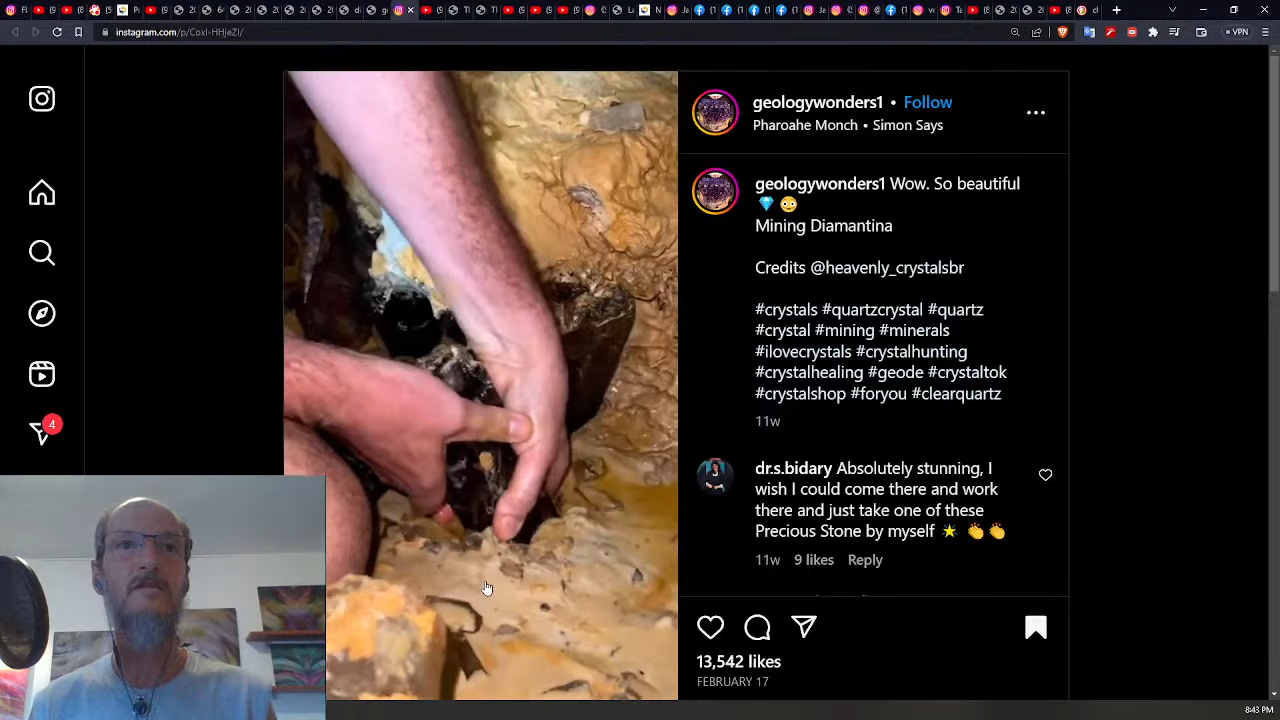 instagram.com/p/CoxI-HHjeZI/
VPN
geologywonders1 • Follow
Pharoahe Monch • Simon Says
geologywonders1 Wow. So beautiful
💎 😳
Mining Diamantina
Credits @heavenly_crystalsbr
#crystals #quartzcrystal #quartz
#crystal #mining #minerals
#ilovecrystals #crystalhunting
#crystalhealing #geode #crystaltok
#crystalshop #foryou #clearquartz
11w
dr.s.bidary Absolutely stunning, I
wish I could come there and work
there and just take one of these
Precious Stone by myself 🌟 👏👏
11w 9 likes Reply
4
13,542 likes
FEBRUARY 17
8:43 PM